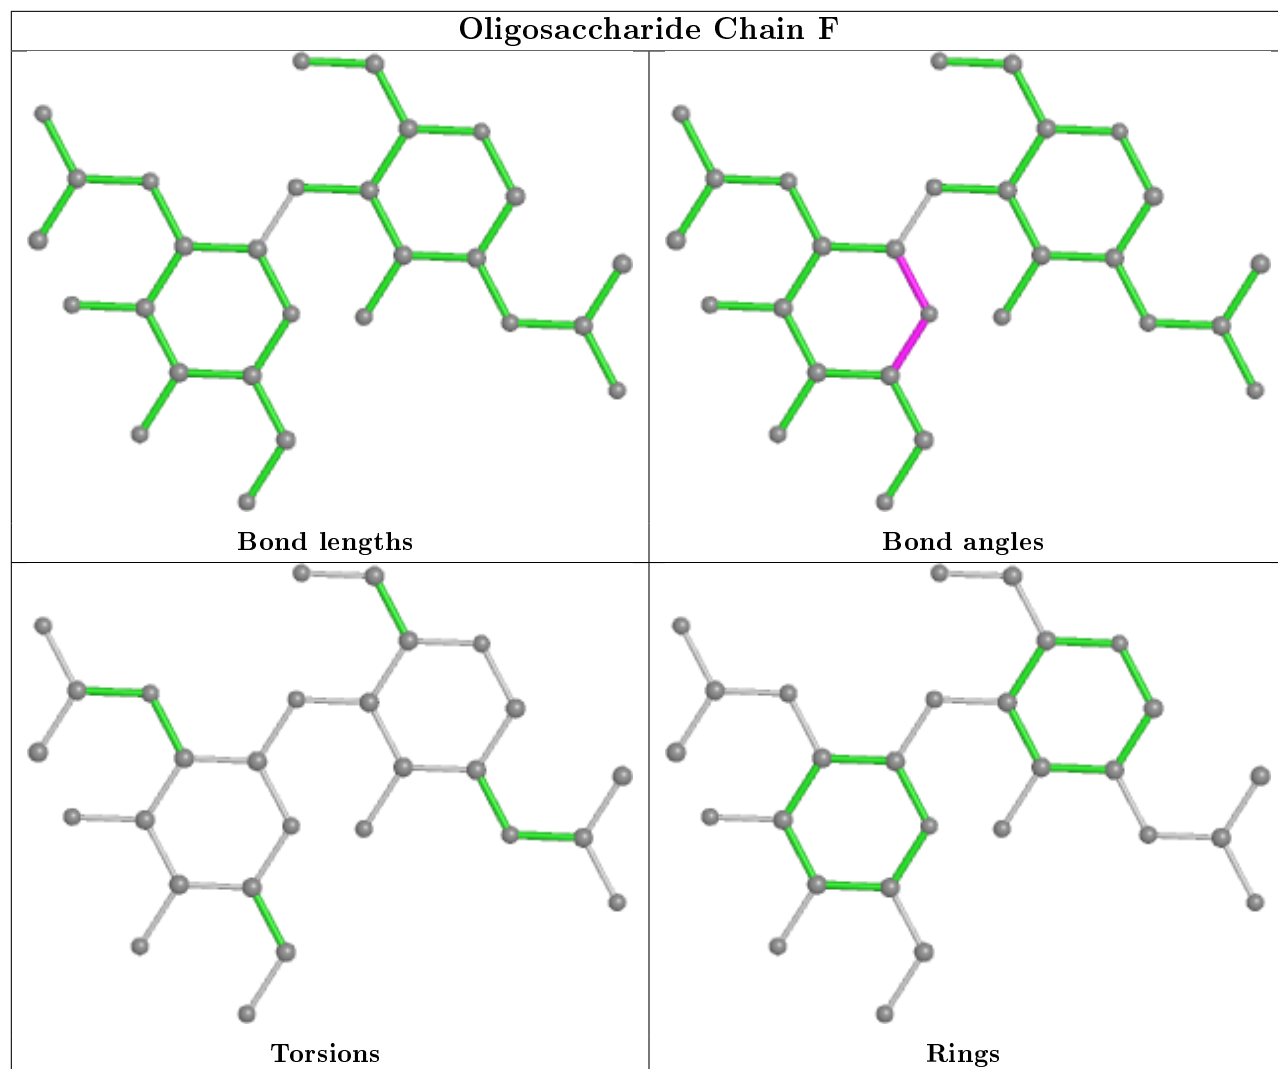 Oligosaccharide Chain F
Bond lengths
Bond angles
Torsions
Rings